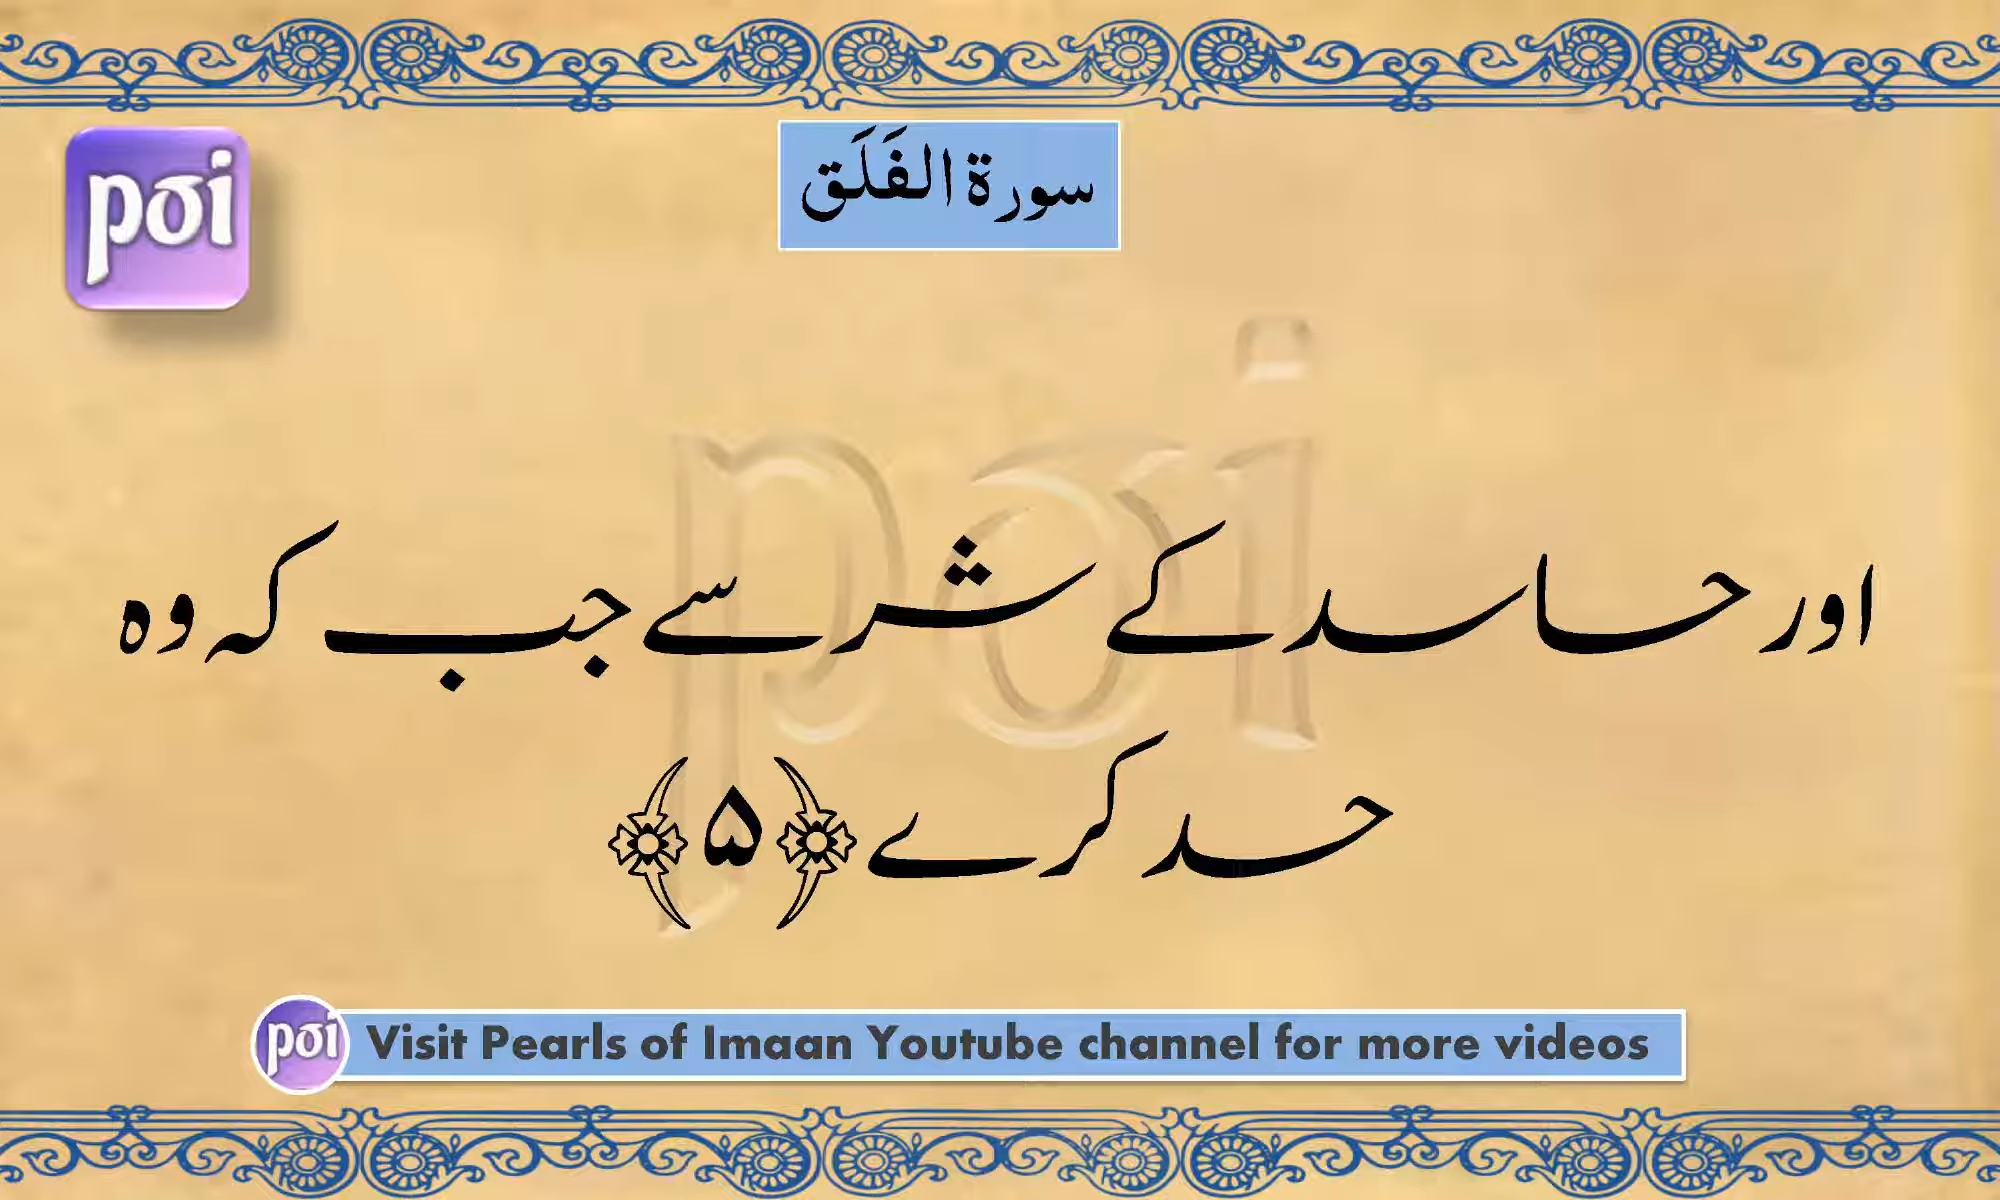 poi
سورة الفَلَق
اور حاسد کے شر سے جب کہ وہ
حسد کرے ﴿۵﴾
poi
poi Visit Pearls of Imaan Youtube channel for more videos